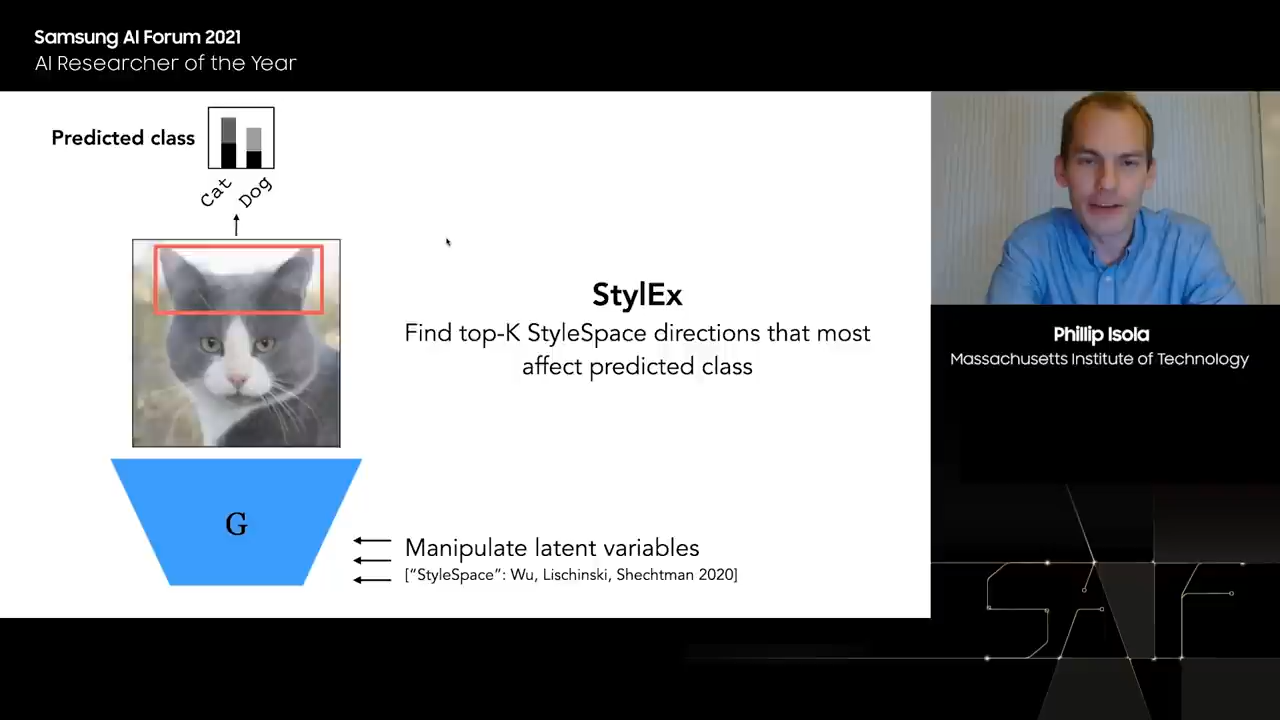 Samsung AI Forum 2021
AI Researcher of the Year
Predicted class
Cat
Dog
StylEx
Find top-K StyleSpace directions that most
affect predicted class
G
Manipulate latent variables
[“StyleSpace”: Wu, Lischinski, Shechtman 2020]
Phillip Isola
Massachusetts Institute of Technology
SAF